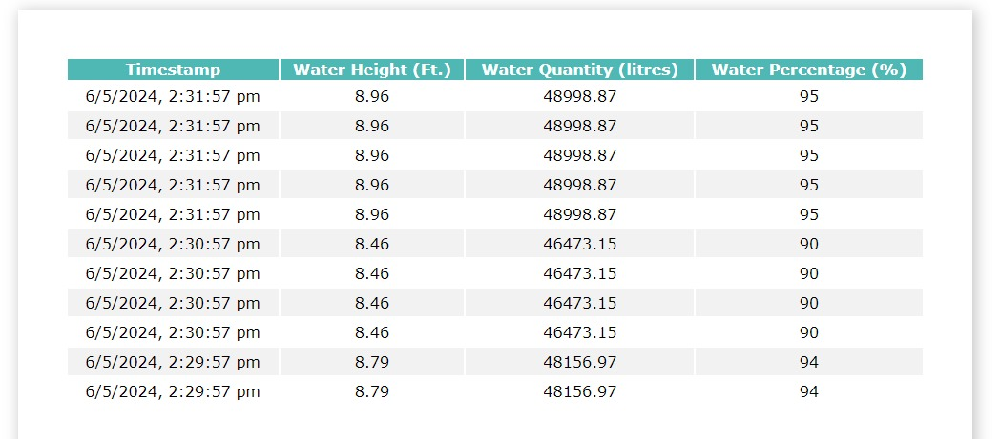 Timestamp Water Height (Ft.) Water Quantity (litres) Water Percentage (%)
6/5/2024, 2:31:57 pm 8.96 48998.87 95
6/5/2024, 2:31:57 pm 8.96 48998.87 95
6/5/2024, 2:31:57 pm 8.96 48998.87 95
6/5/2024, 2:31:57 pm 8.96 48998.87 95
6/5/2024, 2:31:57 pm 8.96 48998.87 95
6/5/2024, 2:30:57 pm 8.46 46473.15 90
6/5/2024, 2:30:57 pm 8.46 46473.15 90
6/5/2024, 2:30:57 pm 8.46 46473.15 90
6/5/2024, 2:30:57 pm 8.46 46473.15 90
6/5/2024, 2:29:57 pm 8.79 48156.97 94
6/5/2024, 2:29:57 pm 8.79 48156.97 94